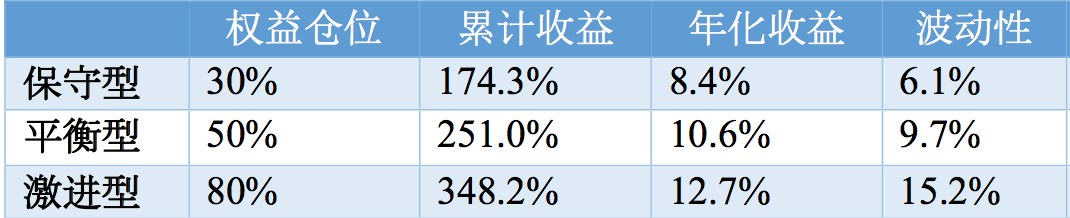 权益仓位 累计收益 年化收益 波动性
保守型 30% 174.3% 8.4% 6.1%
平衡型 50% 251.0% 10.6% 9.7%
激进型 80% 348.2% 12.7% 15.2%